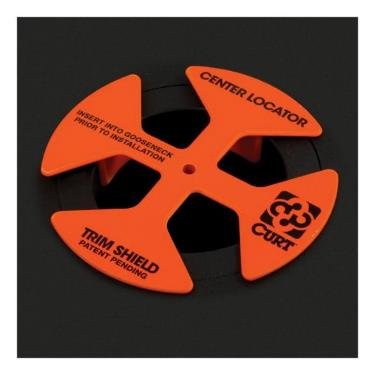 CENTER LOCATOR
INSERT INTO GOOSENECK
PRIOR TO INSTALLATION
TRIM SHIELD
PATENT PENDING
CURT